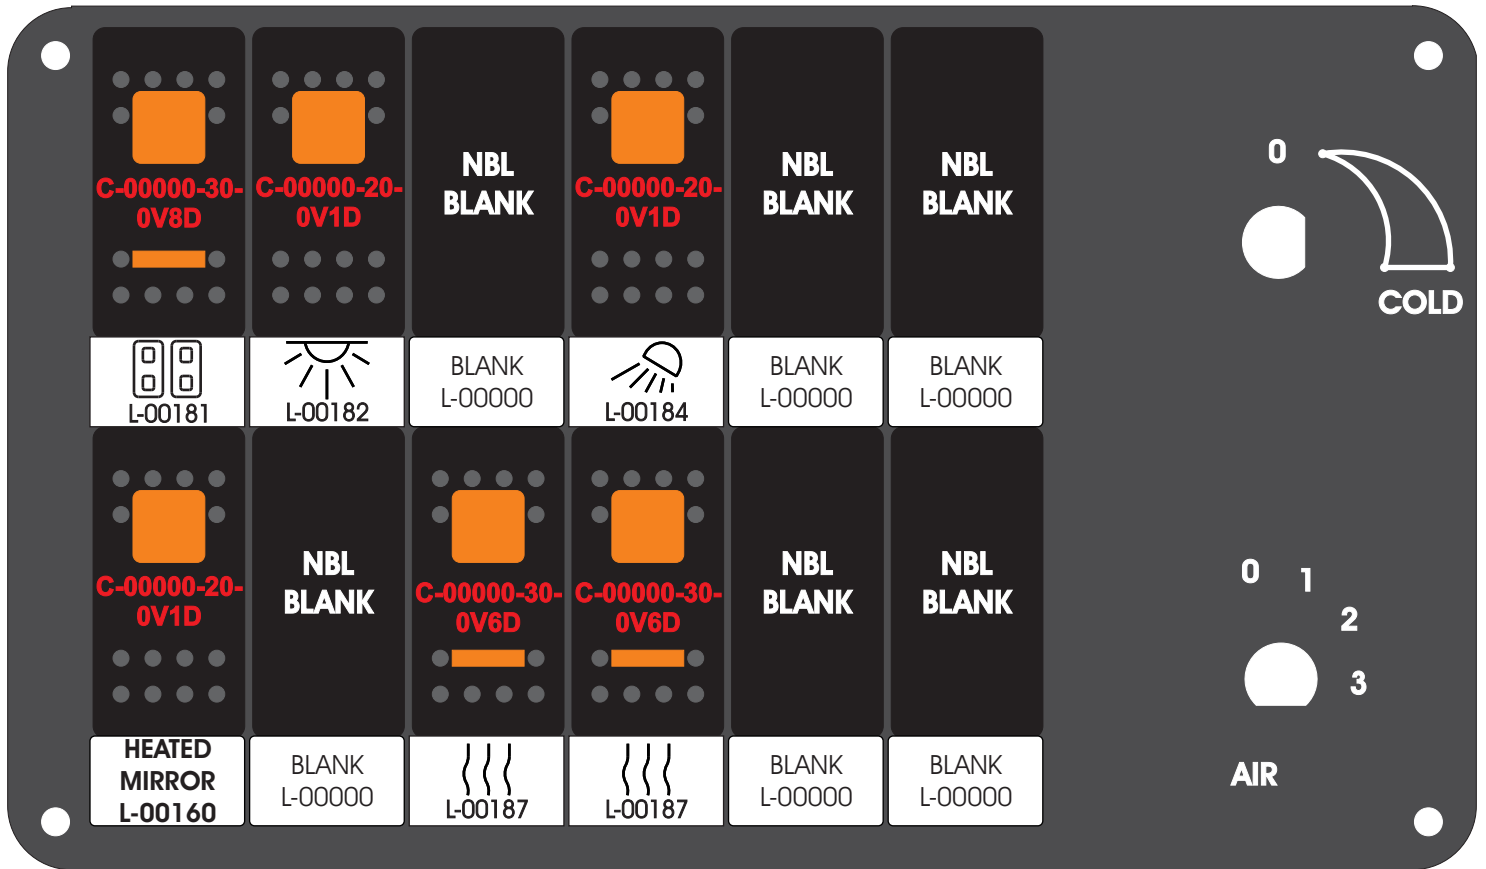 C-00000-30-
0V8D
C-00000-20-
0V1D
NBL
BLANK
C-00000-20-
0V1D
NBL
BLANK
NBL
BLANK
0
COLD
L-00181
L-00182
BLANK
L-00000
L-00184
BLANK
L-00000
BLANK
L-00000
C-00000-20-
0V1D
NBL
BLANK
C-00000-30-
0V6D
C-00000-30-
0V6D
NBL
BLANK
NBL
BLANK
0
1
2
3
AIR
HEATED
MIRROR
L-00160
BLANK
L-00000
L-00187
L-00187
BLANK
L-00000
BLANK
L-00000